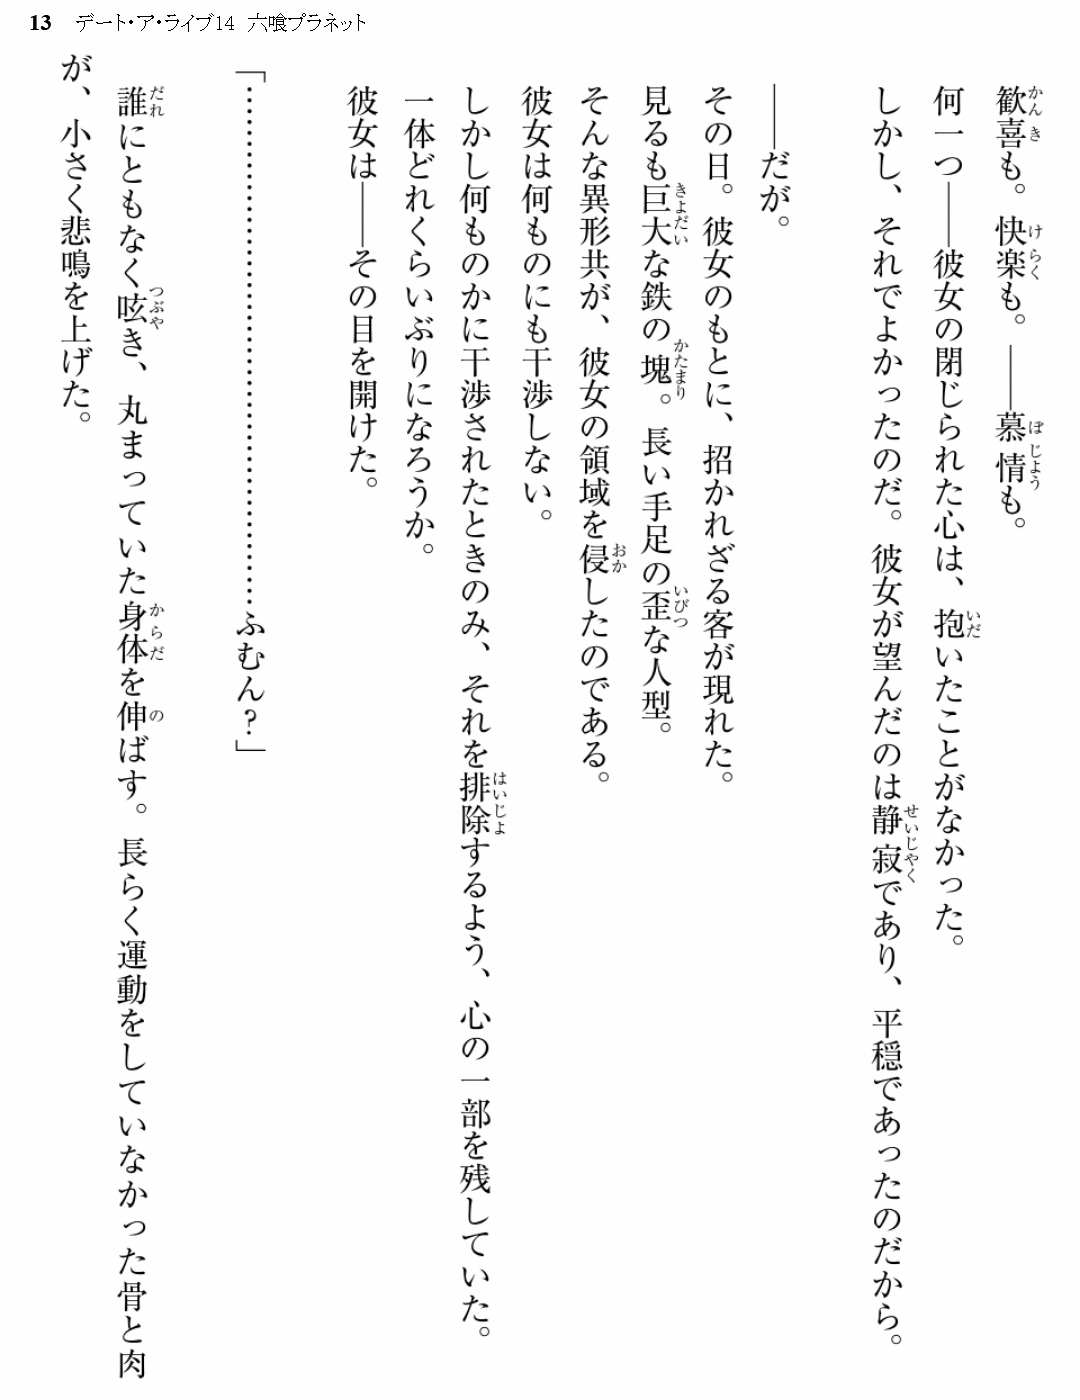 13 デート・ア・ライブ14 六喰プラネット
歓喜も。快楽も。――慕情も。
何一つ――彼女の閉じられた心は、抱いたことがなかった。
しかし、それでよかったのだ。彼女が望んだのは静寂であり、平穏であったのだから。
――だが。
その日。彼女のもとに、招かれざる客が現れた。
見るも巨大な鉄の塊。長い手足の歪な人型。
そんな異形共が、彼女の領域を侵したのである。
彼女は何ものにも干渉しない。
しかし何ものかに干渉されたときのみ、それを排除するよう、心の一部を残していた。
一体どれくらいぶりになろうか。
彼女は――その目を開けた。
「………………………………………………ふむん?」
誰にともなく呟き、丸まっていた身体を伸ばす。長らく運動をしていなかった骨と肉
が、小さく悲鳴を上げた。